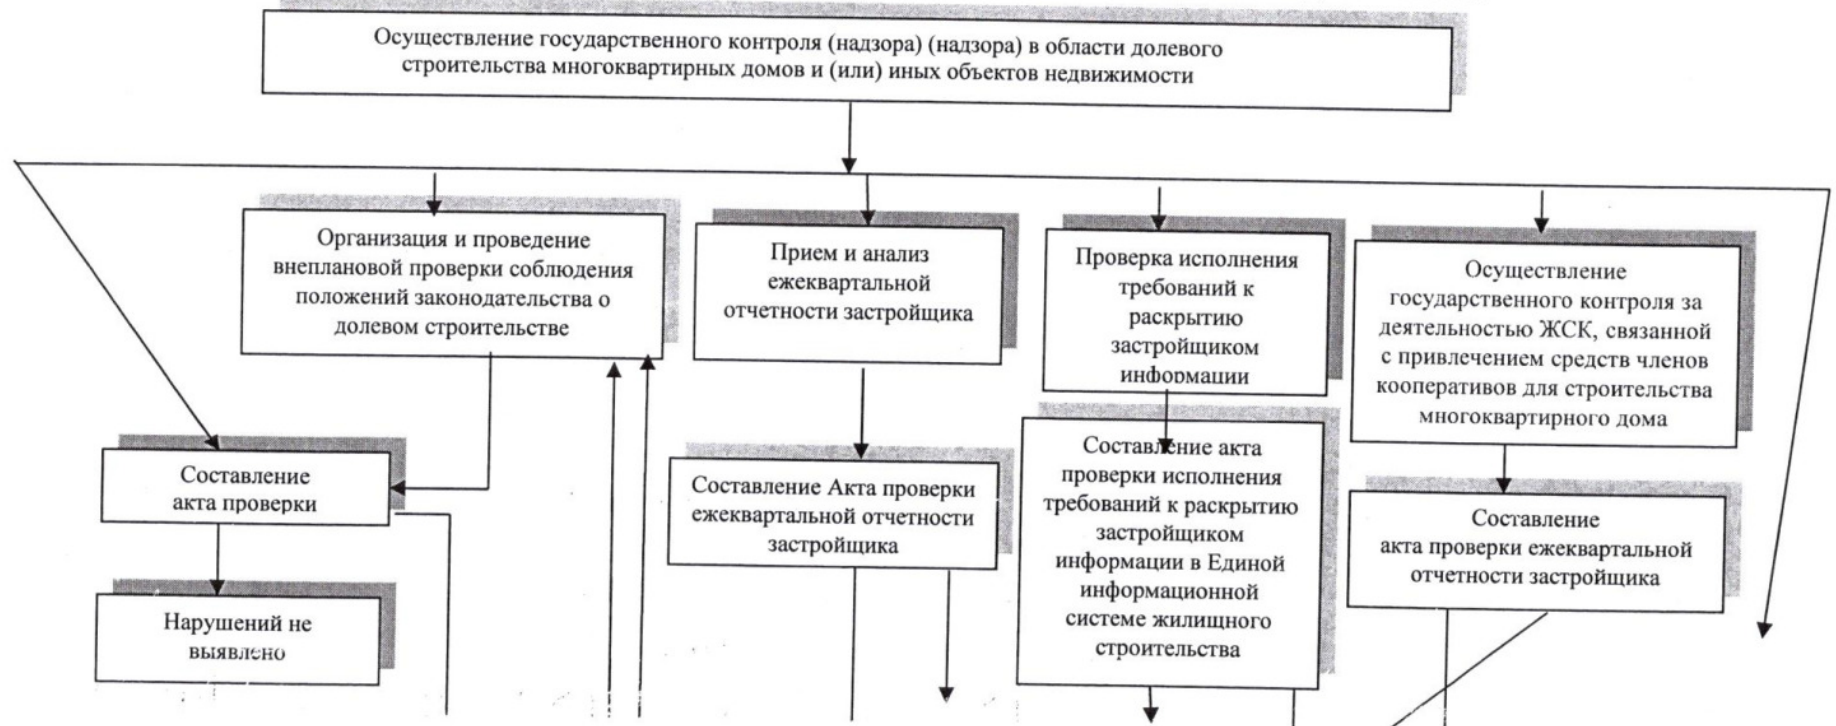 Осуществление государственного контроля (надзора) (надзора) в области долевого
строительства многоквартирных домов и (или) иных объектов недвижимости
Организация и проведение
внеплановой проверки соблюдения
положений законодательства о
долевом строительстве
Прием и анализ
ежеквартальной
отчетности застройщика
Проверка исполнения
требований к
раскрытию
застройщиком
информации
Осуществление
государственного контроля за
деятельностью ЖСК, связанной
с привлечением средств членов
кооперативов для строительства
многоквартирного дома
Составление
акта проверки
Составление Акта проверки
ежеквартальной отчетности
застройщика
Составление акта
проверки исполнения
требований к раскрытию
застройщиком
информации в Единой
информационной
системе жилищного
строительства
Составление
акта проверки ежеквартальной
отчетности застройщика
Нарушений не
выявлено